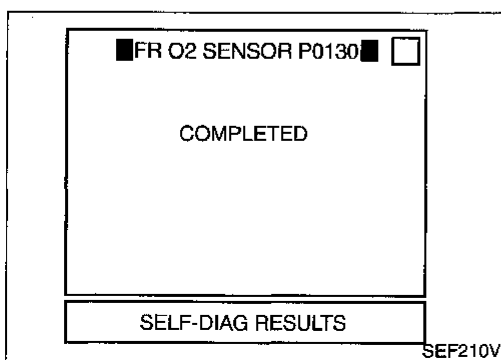 FR O2 SENSOR P0130
COMPLETED
SELF-DIAG RESULTS
SEF210V